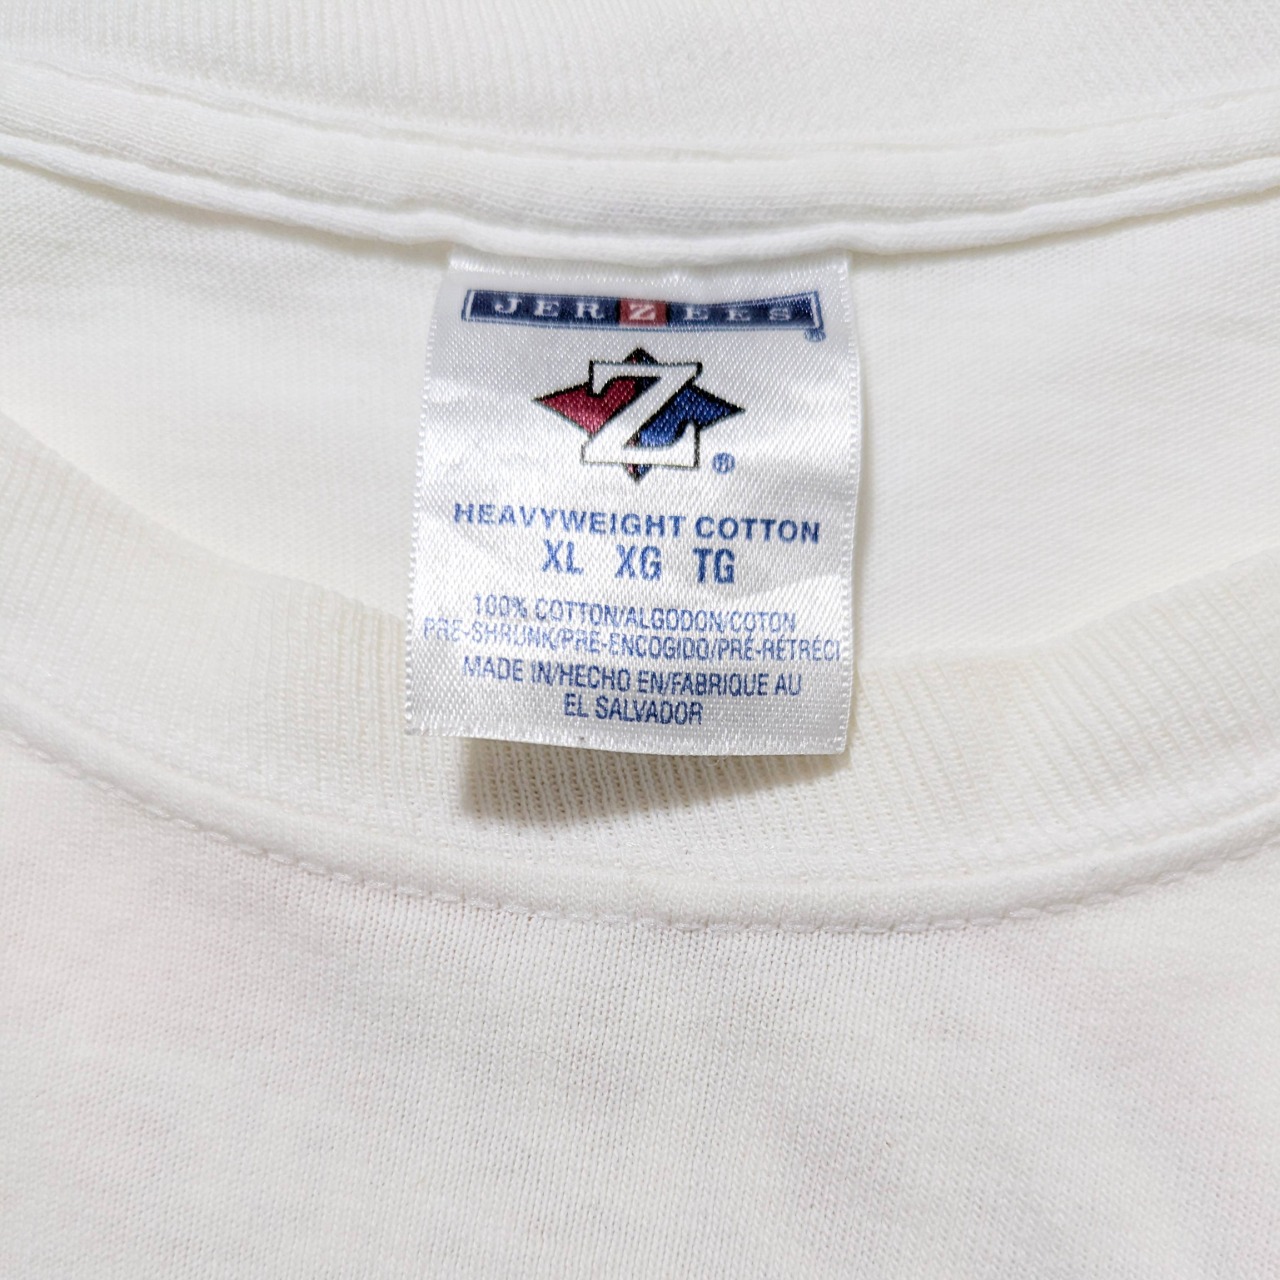 JERZEES®
Z®
HEAVYWEIGHT COTTON
XL XG TG
100% COTTON/ALGODON/COTON
PRE-SHRUNK/PRE-ENCOGIDO/PRÉ-RÉTRÉCI
MADE IN/HECHO EN/FABRIQUE AU
EL SALVADOR